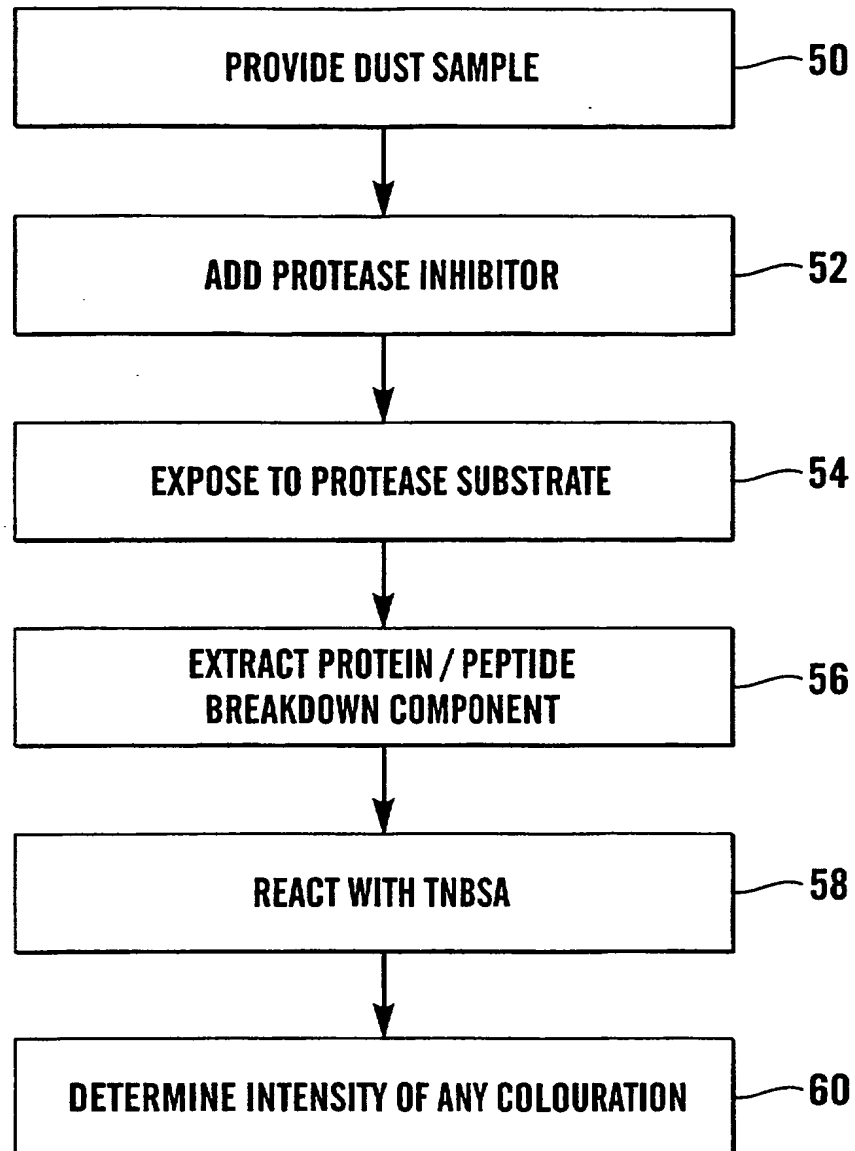 PROVIDE DUST SAMPLE 50
ADD PROTEASE INHIBITOR 52
EXPOSE TO PROTEASE SUBSTRATE 54
EXTRACT PROTEIN / PEPTIDE
BREAKDOWN COMPONENT 56
REACT WITH TNBSA 58
DETERMINE INTENSITY OF ANY COLOURATION 60